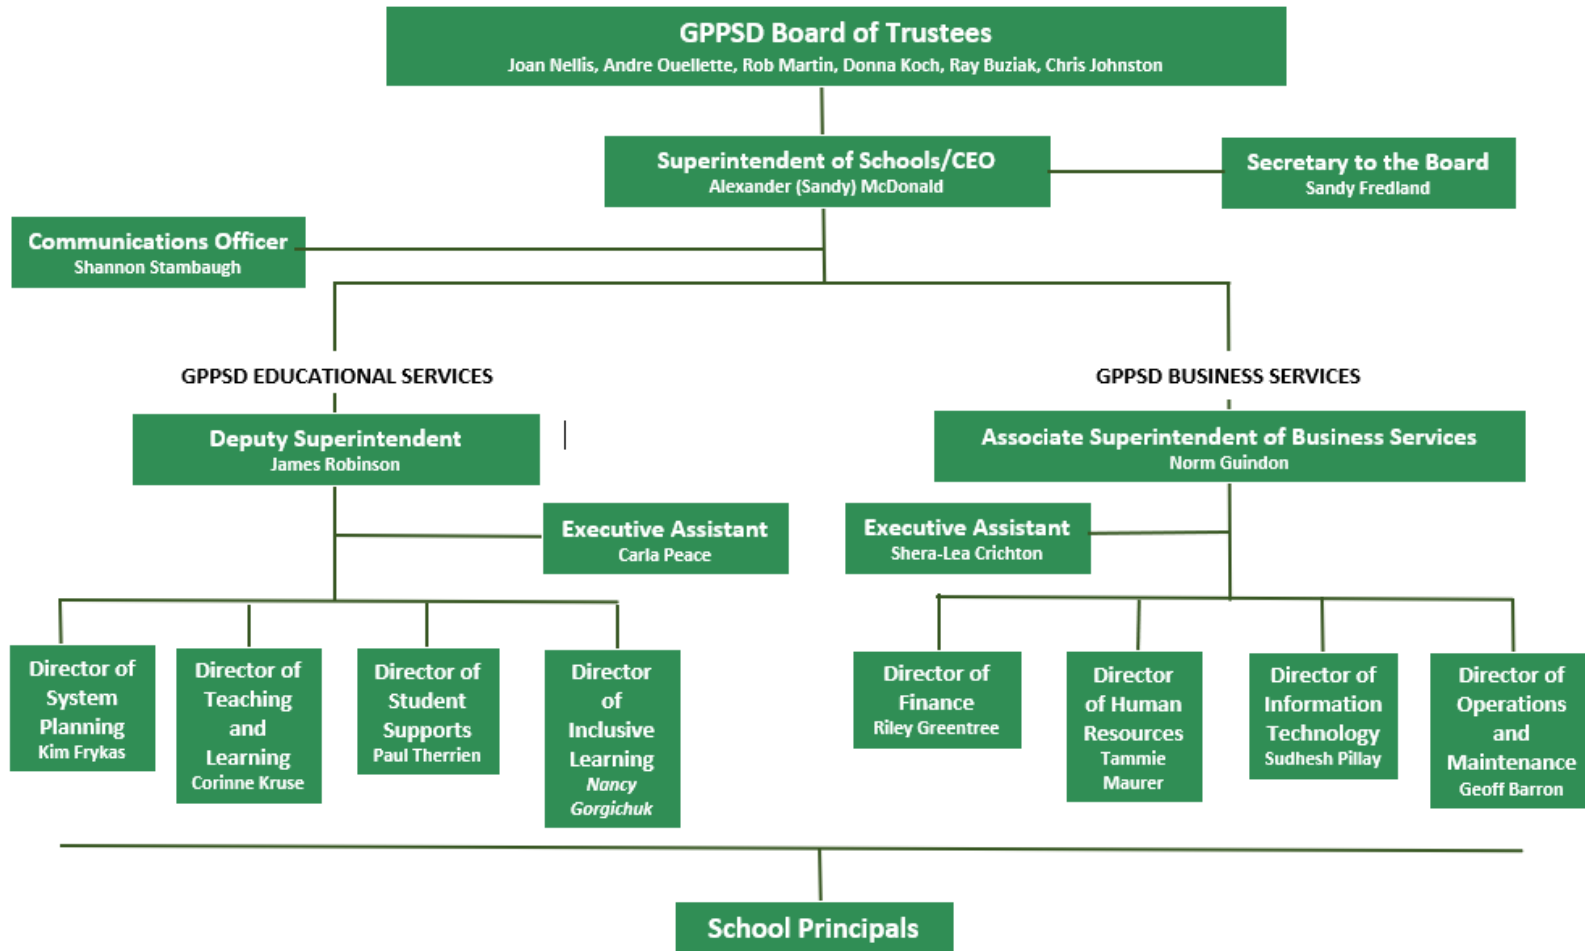 GPPSD Board of Trustees
Joan Nellis, Andre Ouellette, Rob Martin, Donna Koch, Ray Buziak, Chris Johnston
Superintendent of Schools/CEO
Alexander (Sandy) McDonald
Secretary to the Board
Sandy Fredland
Communications Officer
Shannon Stambaugh
GPPSD EDUCATIONAL SERVICES
GPPSD BUSINESS SERVICES
Deputy Superintendent
James Robinson
Associate Superintendent of Business Services
Norm Guindon
Executive Assistant
Carla Peace
Executive Assistant
Shera-Lea Crichton
Director of
System
Planning
Kim Frykas
Director of
Teaching
and
Learning
Corinne Kruse
Director of
Student
Supports
Paul Therrien
Director
of
Inclusive
Learning
Nancy
Gorgichuk
Director of
Finance
Riley Greentree
Director
of Human
Resources
Tammie
Maurer
Director of
Information
Technology
Sudhesh Pillay
Director of
Operations
and
Maintenance
Geoff Barron
School Principals